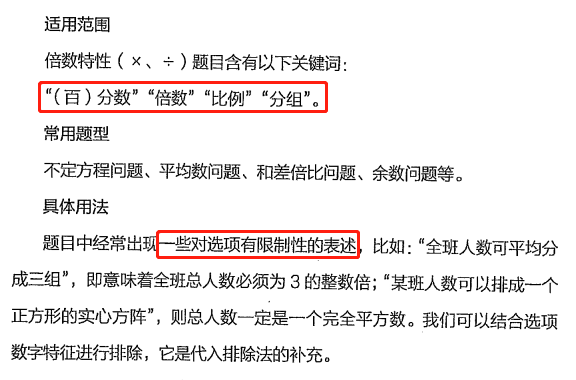 适用范围
倍数特性（×、÷）题目含有以下关键词：
“（百）分数”“倍数”“比例”“分组”。
常用题型
不定方程问题、平均数问题、和差倍比问题、余数问题等。
具体用法
题目中经常出现一些对选项有限制性的表述，比如：“全班人数可平均分
成三组”，即意味着全班总人数必须为 3 的整数倍；“某班人数可以排成一个
正方形的实心方阵”，则总人数一定是一个完全平方数。我们可以结合选项
数字特征进行排除，它是代入排除法的补充。